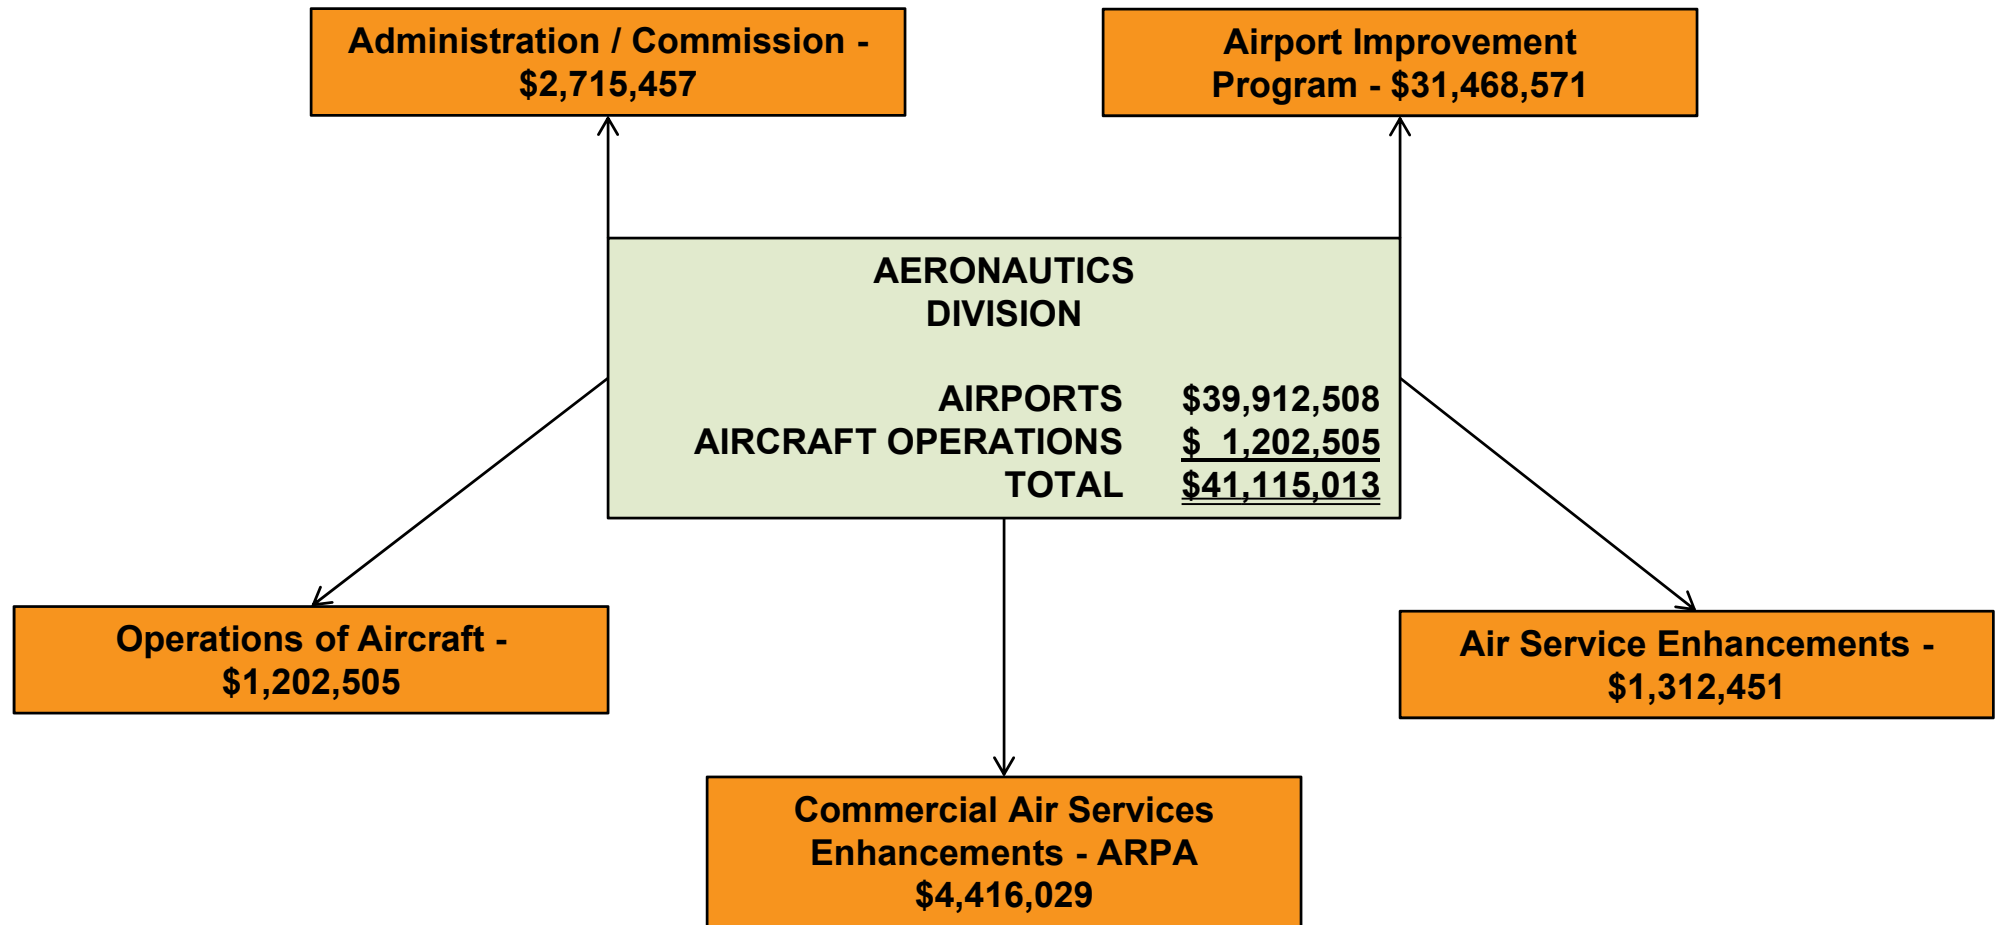 Administration / Commission -
$2,715,457
Airport Improvement
Program - $31,468,571
AERONAUTICS
DIVISION
AIRPORTS $39,912,508
AIRCRAFT OPERATIONS $ 1,202,505
TOTAL $41,115,013
Operations of Aircraft -
$1,202,505
Air Service Enhancements -
$1,312,451
Commercial Air Services
Enhancements - ARPA
$4,416,029